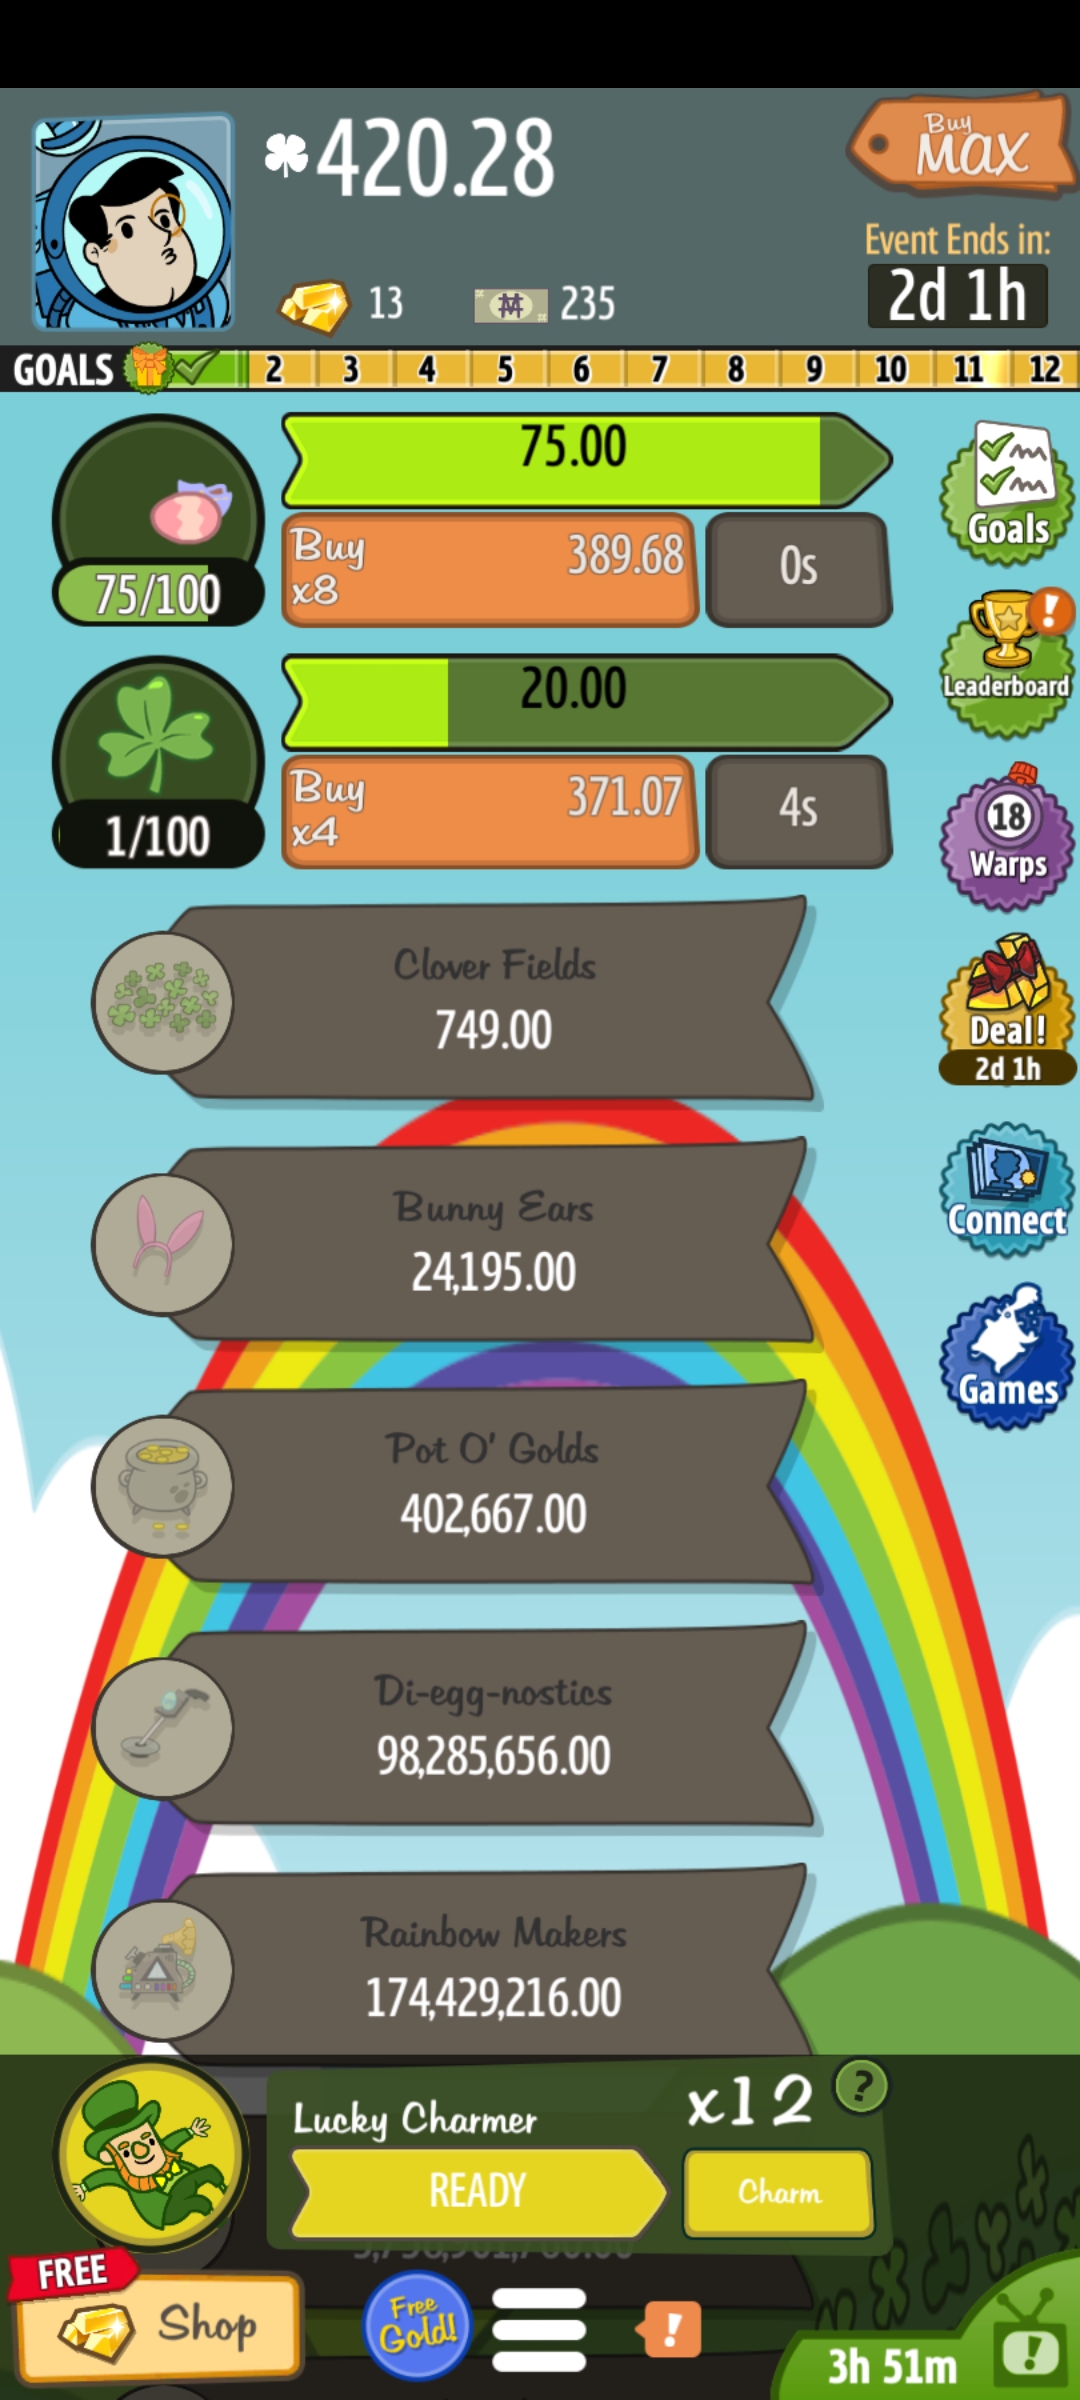 420.28
Buy
MAX
13
235
Event Ends in:
2d 1h
GOALS 2 3 4 5 6 7 8 9 10 11 12
75.00
Buy
x8
389.68
0s
75/100
Goals
Leaderboard
20.00
Buy
x4
371.07
4s
1/100
18
Warps
Clover Fields
749.00
Deal!
2d 1h
Bunny Ears
24,195.00
Connect
Pot O' Golds
402,667.00
Games
Di-egg-nostics
98,285,656.00
Rainbow Makers
174,429,216.00
Lucky Charmer
x12
?
READY
Charm
FREE
Shop
Free
Gold!
!
3h 51m
!